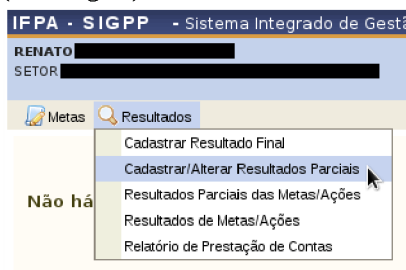 IFPA - SIGPP - Sistema Integrado de Gestã
RENATO
SETOR
Metas Resultados
Cadastrar Resultado Final
Cadastrar/Alterar Resultados Parciais
Não há
Resultados Parciais das Metas/Ações
Resultados de Metas/Ações
Relatório de Prestação de Contas